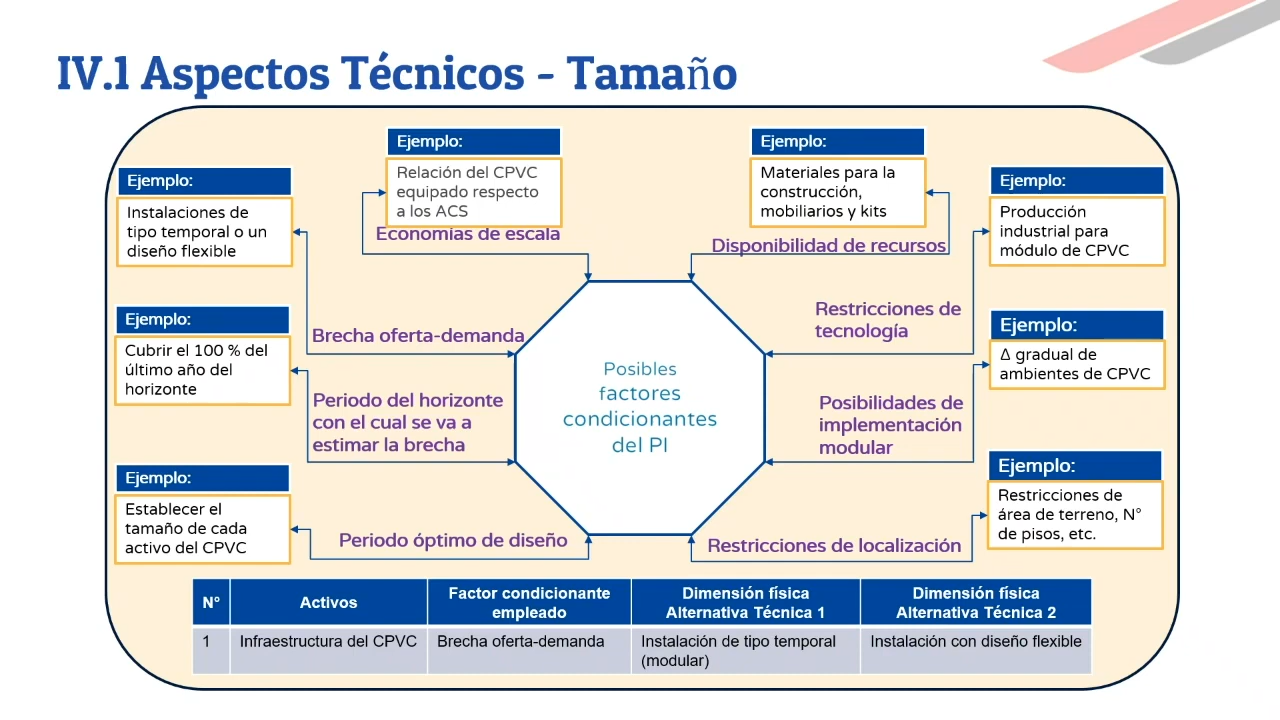 IV.1 Aspectos Técnicos - Tamaño
Ejemplo:
Relación del CPVC
equipado respecto
a los ACS
Economías de escala
Ejemplo:
Materiales para la
construcción,
mobiliarios y kits
Disponibilidad de recursos
Ejemplo:
Instalaciones de
tipo temporal o un
diseño flexible
Brecha oferta-demanda
Ejemplo:
Producción
industrial para
módulo de CPVC
Restricciones de
tecnología
Ejemplo:
Cubrir el 100 % del
último año del
horizonte
Periodo del horizonte
con el cual se va a
estimar la brecha
Posibles
factores
condicionantes
del PI
Ejemplo:
Δ gradual de
ambientes de CPVC
Posibilidades de
implementación
modular
Ejemplo:
Establecer el
tamaño de cada
activo del CPVC
Periodo óptimo de diseño
Ejemplo:
Restricciones de
área de terreno, N°
de pisos, etc.
Restricciones de localización
N° Activos Factor condicionante empleado Dimensión física Alternativa Técnica 1 Dimensión física Alternativa Técnica 2
1 Infraestructura del CPVC Brecha oferta-demanda Instalación de tipo temporal (modular) Instalación con diseño flexible